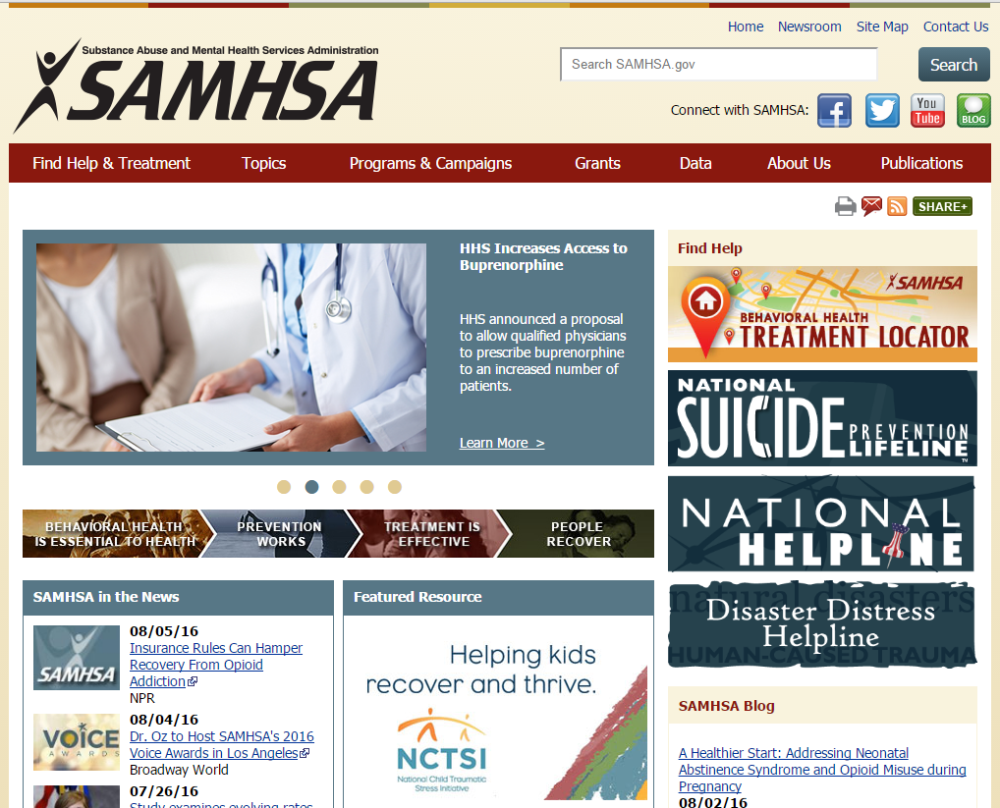 Home Newsroom Site Map Contact Us
Substance Abuse and Mental Health Services Administration
SAMHSA
Search SAMHSA.gov
Search
Connect with SAMHSA:
You
Tube
BLOG
Find Help & Treatment Topics Programs & Campaigns Grants Data About Us Publications
SHARE+
HHS Increases Access to
Buprenorphine
HHS announced a proposal
to allow qualified physicians
to prescribe buprenorphine
to an increased number of
patients.
Learn More >
BEHAVIORAL HEALTH
IS ESSENTIAL TO HEALTH
PREVENTION
WORKS
TREATMENT IS
EFFECTIVE
PEOPLE
RECOVER
SAMHSA in the News
SAMHSA
08/05/16
Insurance Rules Can Hamper
Recovery From Opioid
Addiction
NPR
VOICE
AWARDS
08/04/16
Dr. Oz to Host SAMHSA's 2016
Voice Awards in Los Angeles
Broadway World
07/26/16
Study examines evolving rates
Featured Resource
Helping kids
recover and thrive.
NCTSI
National Child Traumatic
Stress Initiative
Find Help
SAMHSA
BEHAVIORAL HEALTH
TREATMENT LOCATOR
NATIONAL
SUICIDE PREVENTION
LIFELINE™
NATIONAL
HELPLINE
natural disasters
Disaster Distress
Helpline
HUMAN-CAUSED TRAUMA
SAMHSA Blog
A Healthier Start: Addressing Neonatal
Abstinence Syndrome and Opioid Misuse during
Pregnancy
08/02/16